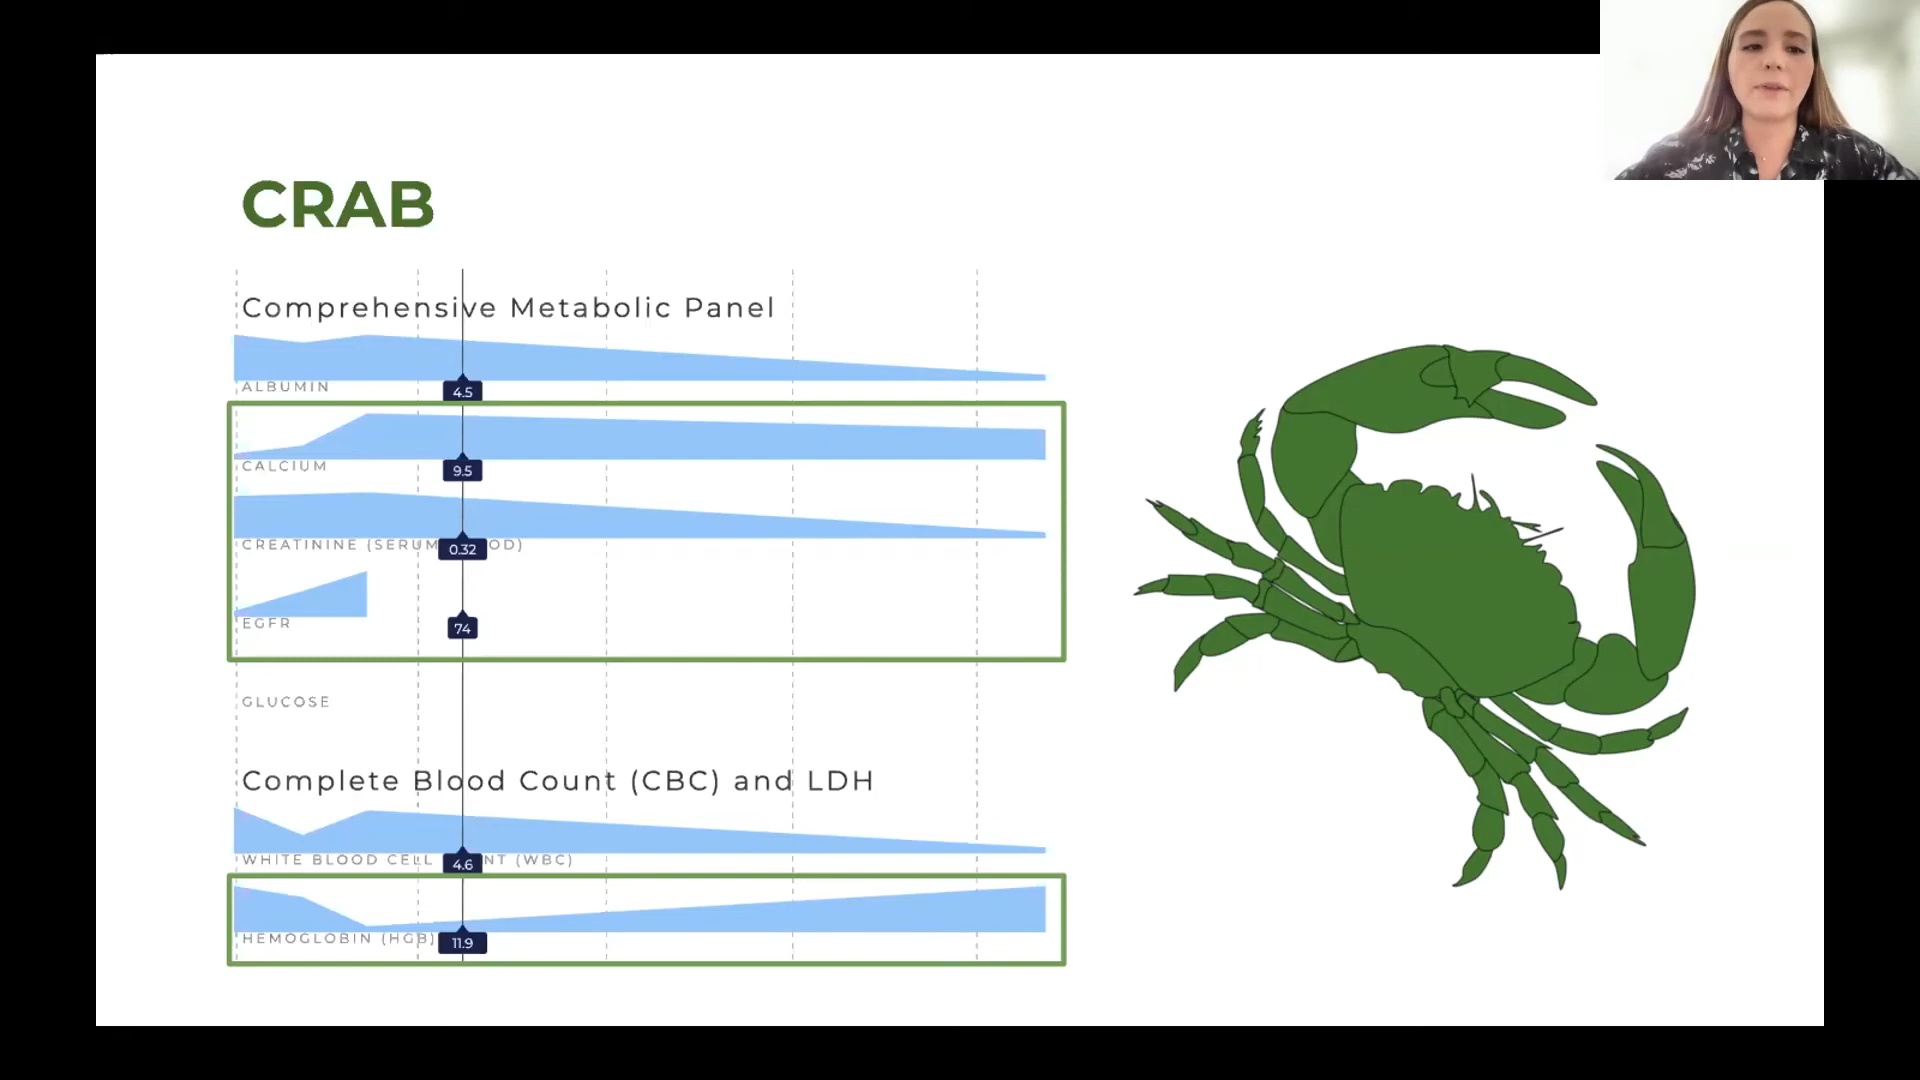 CRAB
Comprehensive Metabolic Panel
ALBUMIN
4.5
CALCIUM
9.5
CREATININE (SERUM OD)
0.32
EGFR
74
GLUCOSE
Complete Blood Count (CBC) and LDH
WHITE BLOOD CELL NT (WBC)
4.6
HEMOGLOBIN (HGB)
11.9